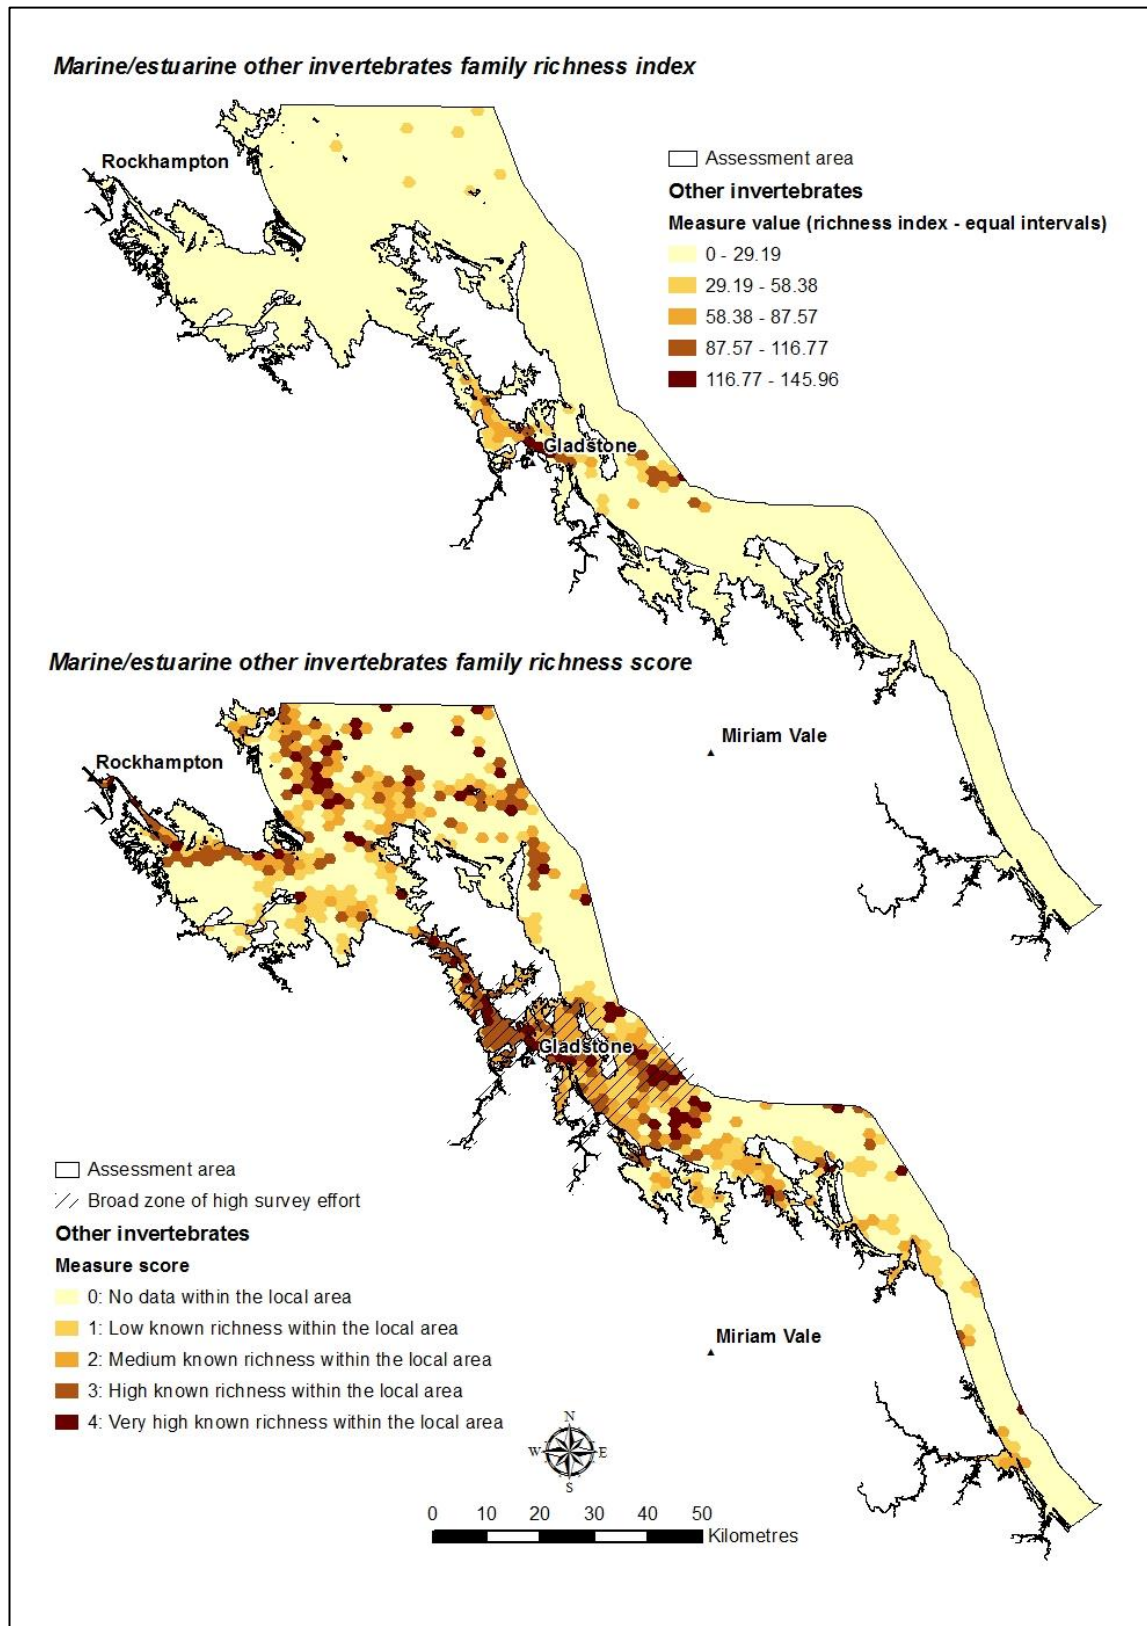 Marine/estuarine other invertebrates family richness index
Rockhampton
Assessment area
Other invertebrates
Measure value (richness index - equal intervals)
0 - 29.19
29.19 - 58.38
58.38 - 87.57
87.57 - 116.77
116.77 - 145.96
Gladstone
Miriam Vale
Marine/estuarine other invertebrates family richness score
Rockhampton
Gladstone
Miriam Vale
Assessment area
Broad zone of high survey effort
Other invertebrates
Measure score
0: No data within the local area
1: Low known richness within the local area
2: Medium known richness within the local area
3: High known richness within the local area
4: Very high known richness within the local area
N
W E
S
0 10 20 30 40 50
Kilometres